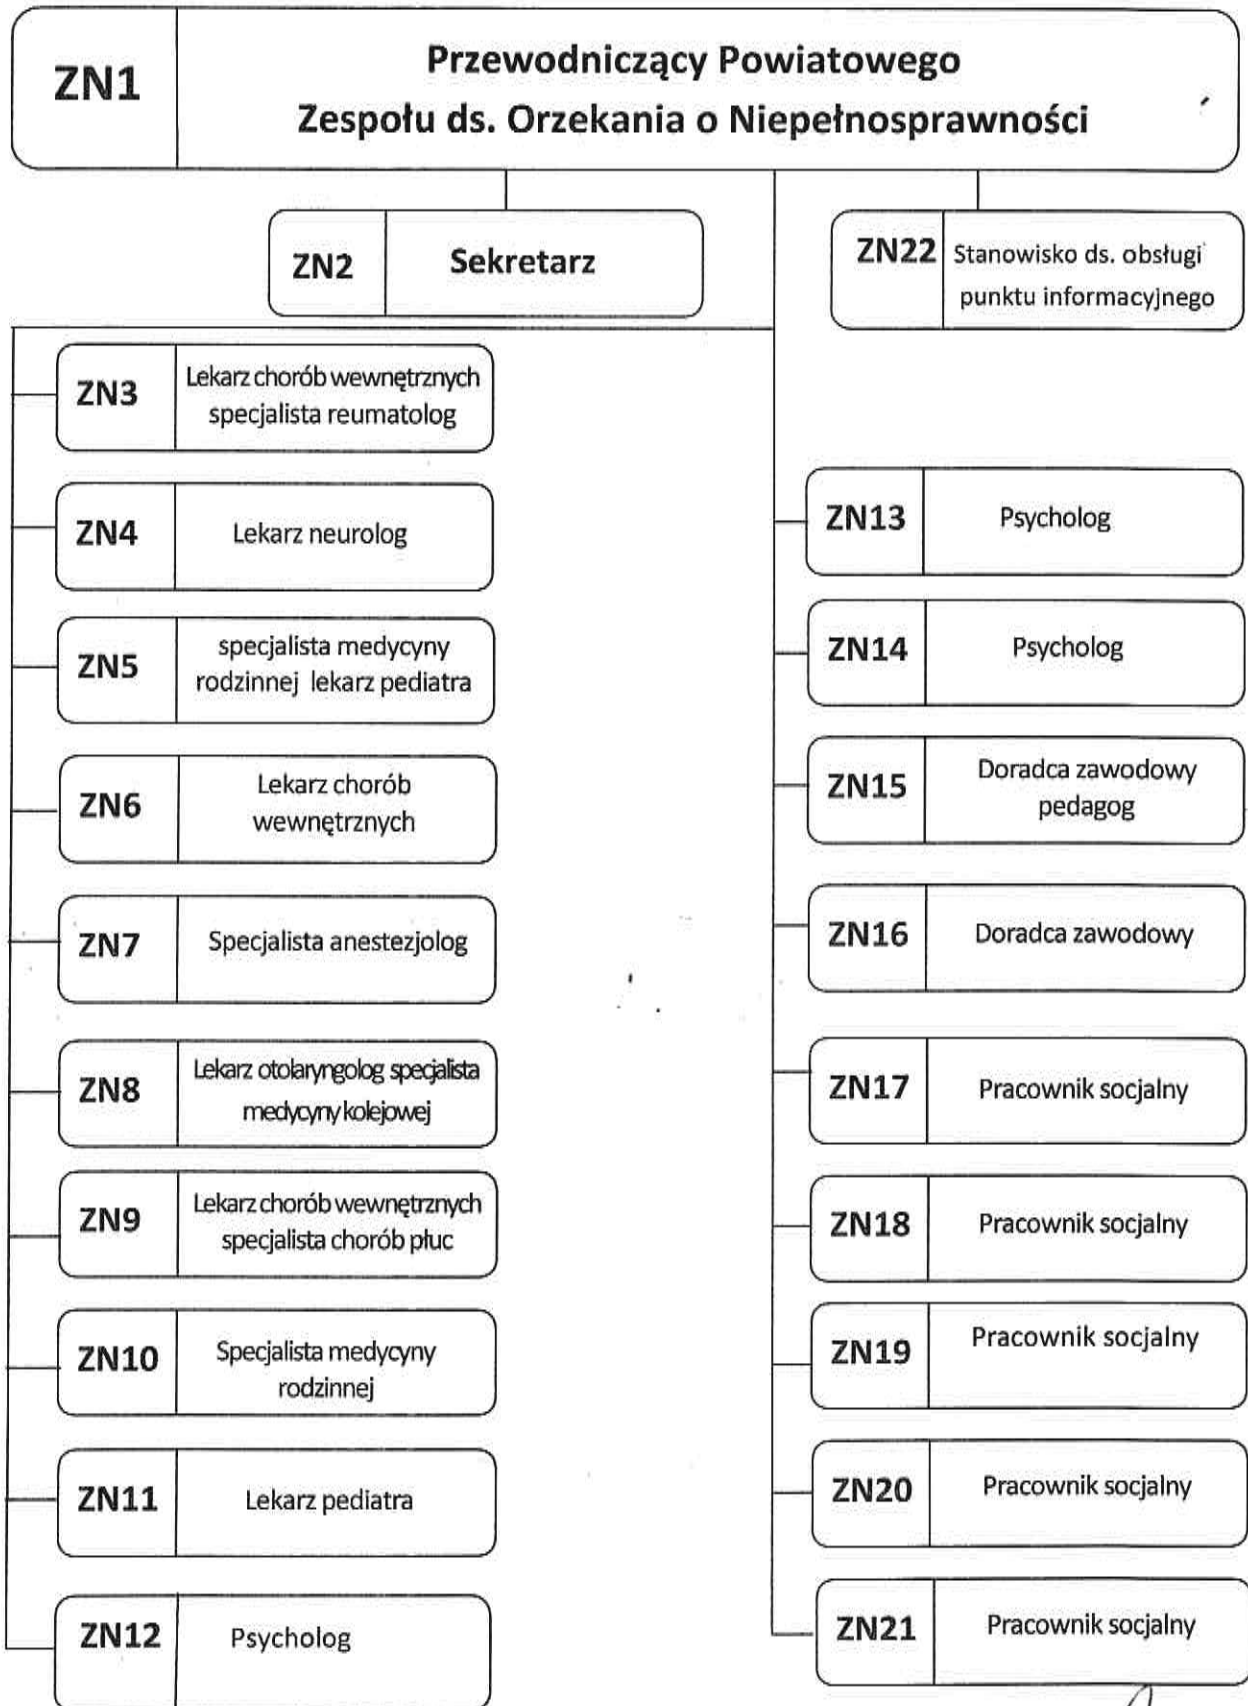 ZN1
Przewodniczący Powiatowego
Zespołu ds. Orzekania o Niepełnosprawności
ZN2
Sekretarz
ZN22
Stanowisko ds. obsługi
punktu informacyjnego
ZN3
Lekarz chorób wewnętrznych
specjalista reumatolog
ZN4
Lekarz neurolog
ZN5
specjalista medycyny
rodzinnej lekarz pediatra
ZN6
Lekarz chorób
wewnętrznych
ZN7
Specjalista anestezjolog
ZN8
Lekarz otolaryngolog specjalista
medycyny kolejowej
ZN9
Lekarz chorób wewnętrznych
specjalista chorób płuc
ZN10
Specjalista medycyny
rodzinnej
ZN11
Lekarz pediatra
ZN12
Psycholog
ZN13
Psycholog
ZN14
Psycholog
ZN15
Doradca zawodowy
pedagog
ZN16
Doradca zawodowy
ZN17
Pracownik socjalny
ZN18
Pracownik socjalny
ZN19
Pracownik socjalny
ZN20
Pracownik socjalny
ZN21
Pracownik socjalny